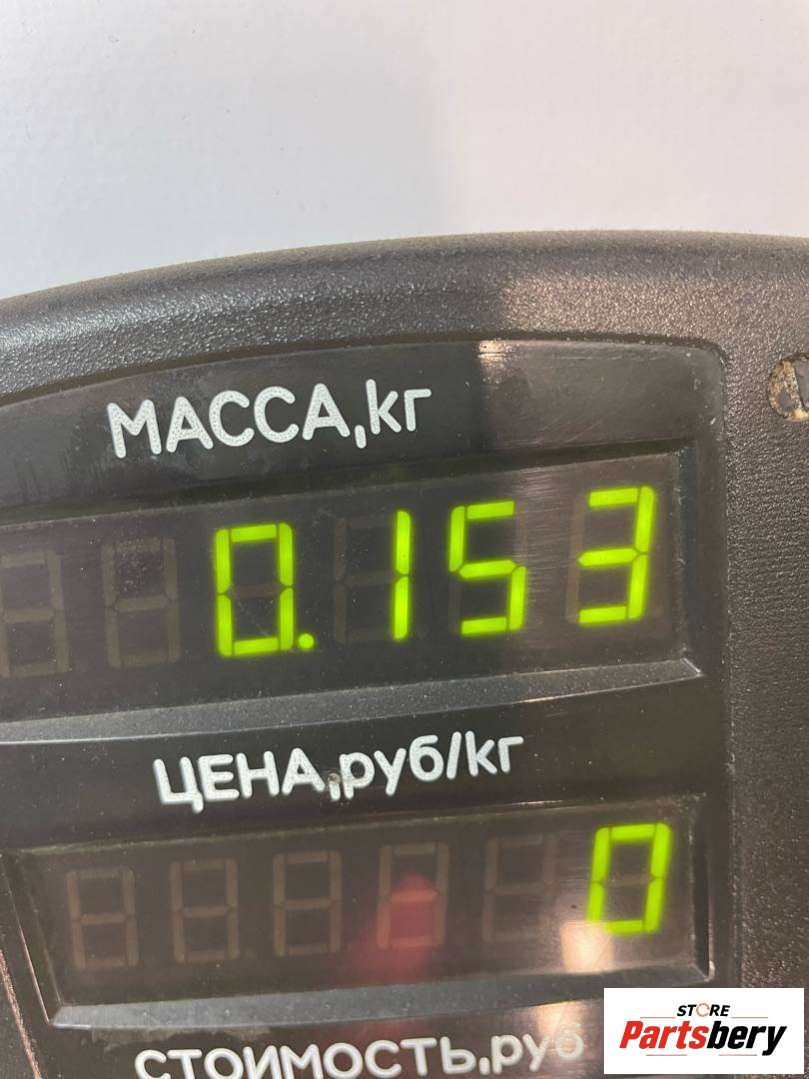 МАССА,кг
0.153
ЦЕНА,руб/кг
0
СТОИМОСТЬ,руб
STORE
Partsbery